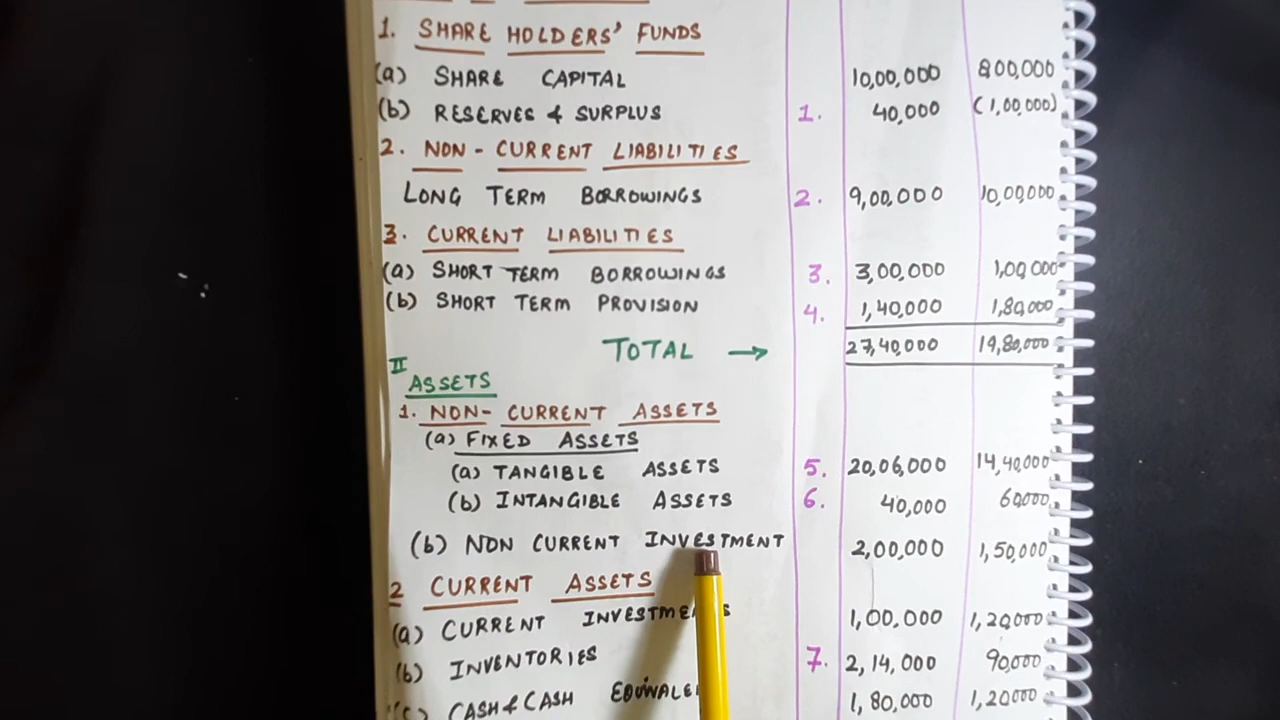 1. SHARE HOLDERS' FUNDS
(a) SHARE CAPITAL 10,00,000 800,000
(b) RESERVES & SURPLUS 1. 40,000 (1,00,000)
2. NON-CURRENT LIABILITIES
LONG TERM BORROWINGS 2. 9,00,000 10,00,000
3. CURRENT LIABILITIES
(a) SHORT TERM BORROWINGS 3. 3,00,000 1,00,000
(b) SHORT TERM PROVISION 4. 1,40,000 1,80,000
TOTAL → 27,40,000 19,80,000
II
ASSETS
1. NON-CURRENT ASSETS
(a) FIXED ASSETS
(a) TANGIBLE ASSETS 5. 20,06,000 14,40,000
(b) INTANGIBLE ASSETS 6. 40,000 60,000
(b) NON CURRENT INVESTMENT 2,00,000 1,50,000
2 CURRENT ASSETS
(a) CURRENT 1,00,000 1,20,000
(b) INVENTORIES 7. 2,14,000 90,000
(c) CASH & CASH 1,80,000 1,20000